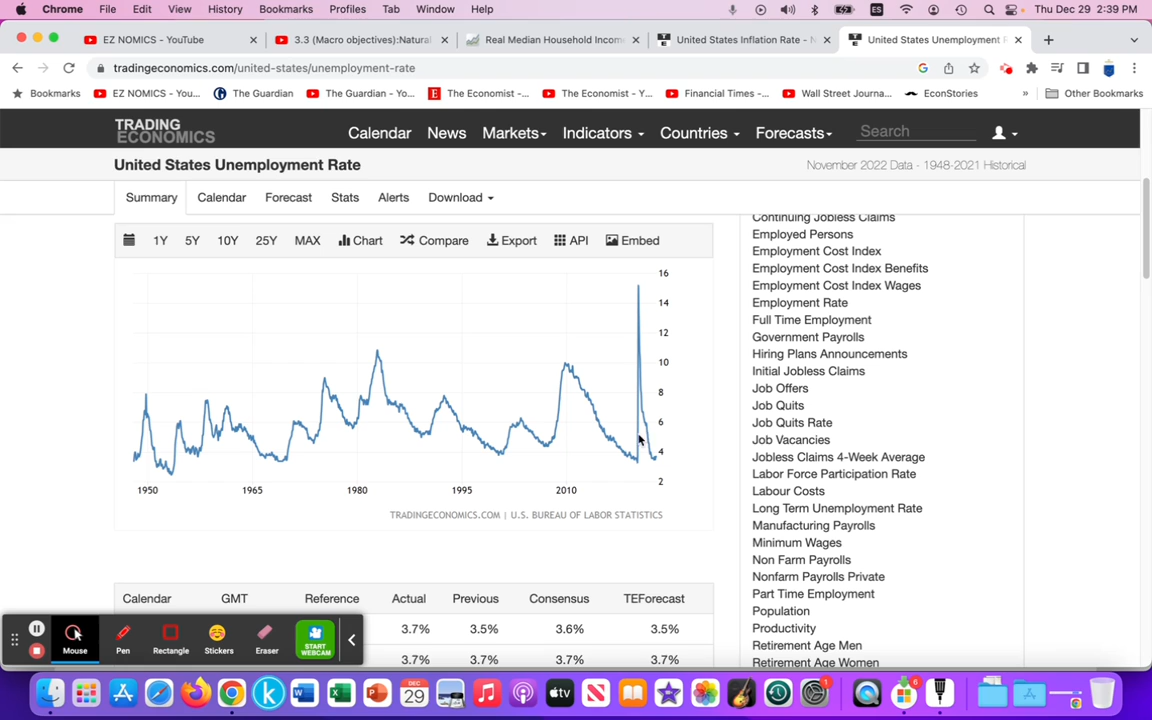 Chrome File Edit View History Bookmarks Profiles Tab Window Help ES Thu Dec 29 2:39 PM
EZ NOMICS - YouTube 3.3 (Macro objectives):Natural Real Median Household Income United States Inflation Rate - N United States Unemployment R
tradingeconomics.com/united-states/unemployment-rate
Bookmarks EZ NOMICS - You... The Guardian The Guardian - Yo... The Economist -... The Economist - Y... Financial Times -... Wall Street Journa... EconStories » Other Bookmarks
TRADING
ECONOMICS
Calendar News Markets Indicators Countries Forecasts Search
United States Unemployment Rate November 2022 Data - 1948-2021 Historical
Summary Calendar Forecast Stats Alerts Download
1Y 5Y 10Y 25Y MAX Chart Compare Export API Embed
16
14
12
10
8
6
4
2
1950 1965 1980 1995 2010
TRADINGECONOMICS.COM | U.S. BUREAU OF LABOR STATISTICS
Calendar GMT Reference Actual Previous Consensus TEForecast
3.7% 3.5% 3.6% 3.5%
3.7% 3.7% 3.7% 3.7%
Continuing Jobless Claims
Employed Persons
Employment Cost Index
Employment Cost Index Benefits
Employment Cost Index Wages
Employment Rate
Full Time Employment
Government Payrolls
Hiring Plans Announcements
Initial Jobless Claims
Job Offers
Job Quits
Job Quits Rate
Job Vacancies
Jobless Claims 4-Week Average
Labor Force Participation Rate
Labour Costs
Long Term Unemployment Rate
Manufacturing Payrolls
Minimum Wages
Non Farm Payrolls
Nonfarm Payrolls Private
Part Time Employment
Population
Productivity
Retirement Age Men
Retirement Age Women
Mouse Pen Rectangle Stickers Eraser START
WEBCAM
DEC
29
tv
1
6